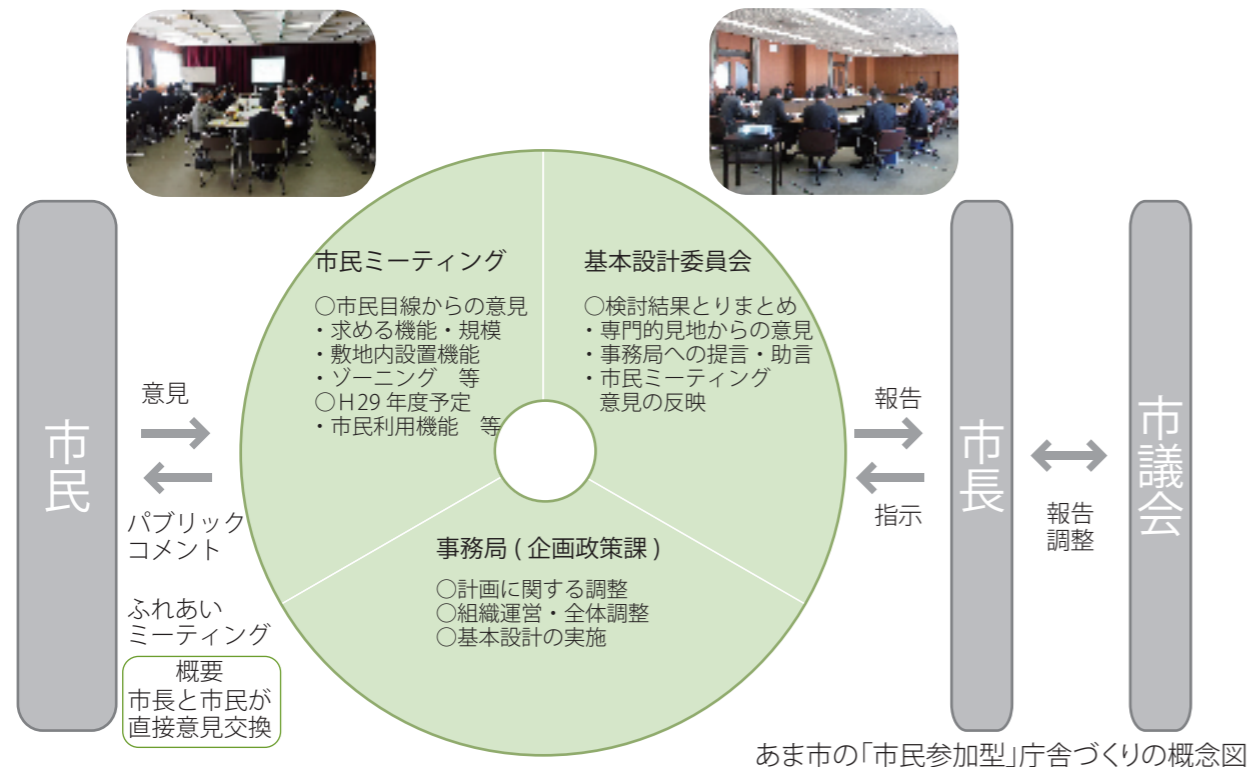 市民
意見
パブリック
コメント
ふれあい
ミーティング
概要
市長と市民が
直接意見交換
市民ミーティング
○市民目線からの意見
・求める機能・規模
・敷地内設置機能
・ゾーニング　等
○H29 年度予定
・市民利用機能　等
基本設計委員会
○検討結果とりまとめ
・専門的見地からの意見
・事務局への提言・助言
・市民ミーティング
意見の反映
事務局 ( 企画政策課 )
○計画に関する調整
○組織運営・全体調整
○基本設計の実施
報告
指示
市長
報告
調整
市議会
あま市の「市民参加型」庁舎づくりの概念図